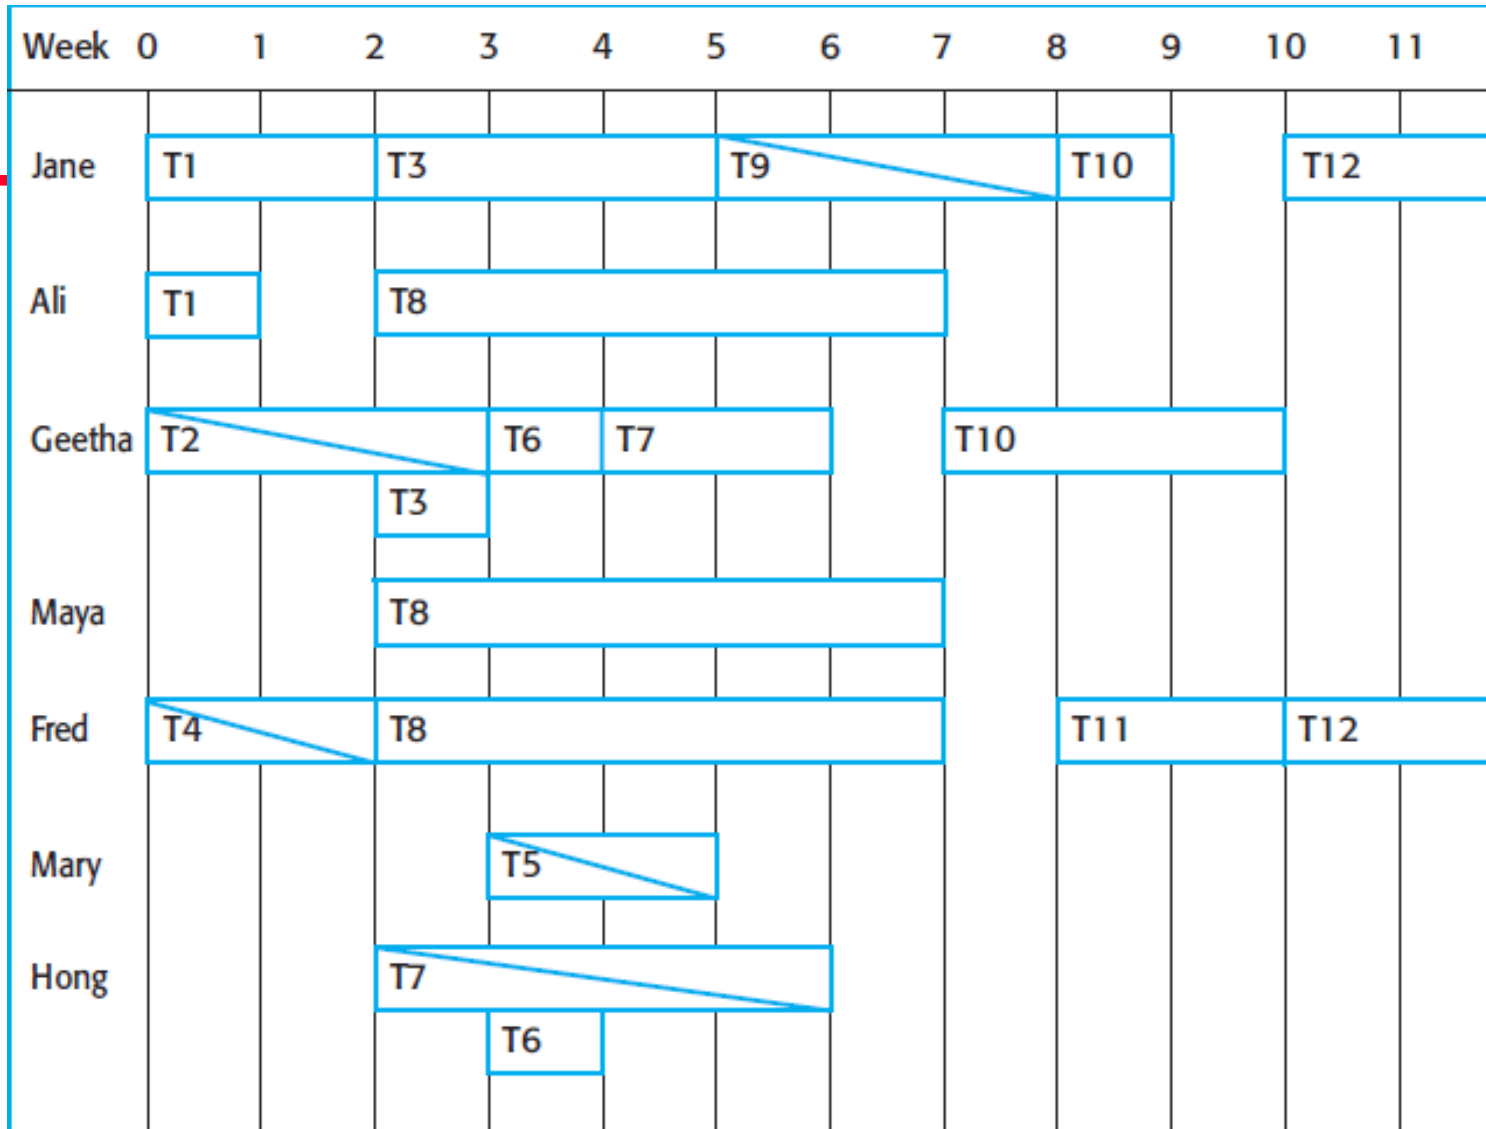 Week 0 1 2 3 4 5 6 7 8 9 10 11
Jane T1 T3 T9 T10 T12
Ali T1 T8
Geetha T2 T6 T7 T10
T3
Maya T8
Fred T4 T8 T11 T12
Mary T5
Hong T7
T6